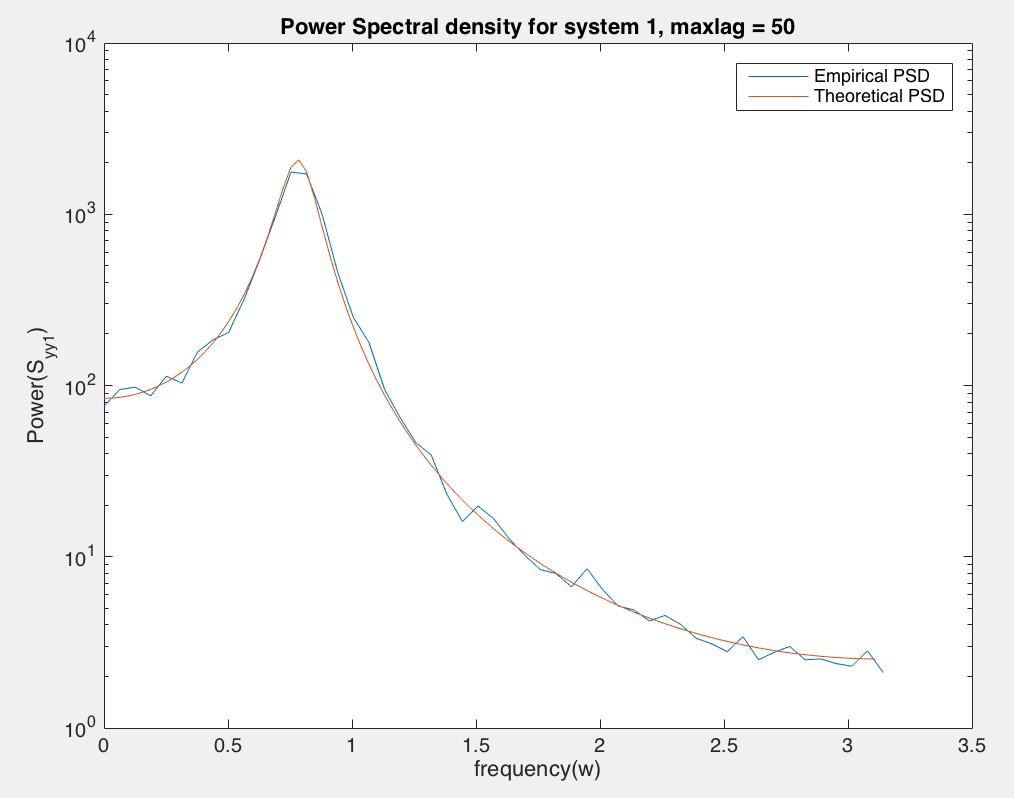 Power Spectral density for system 1, maxlag = 50
Empirical PSD
Theoretical PSD
Power(S_yy1)
10^4
10^3
10^2
10^1
10^0
0 0.5 1 1.5 2 2.5 3 3.5
frequency(w)